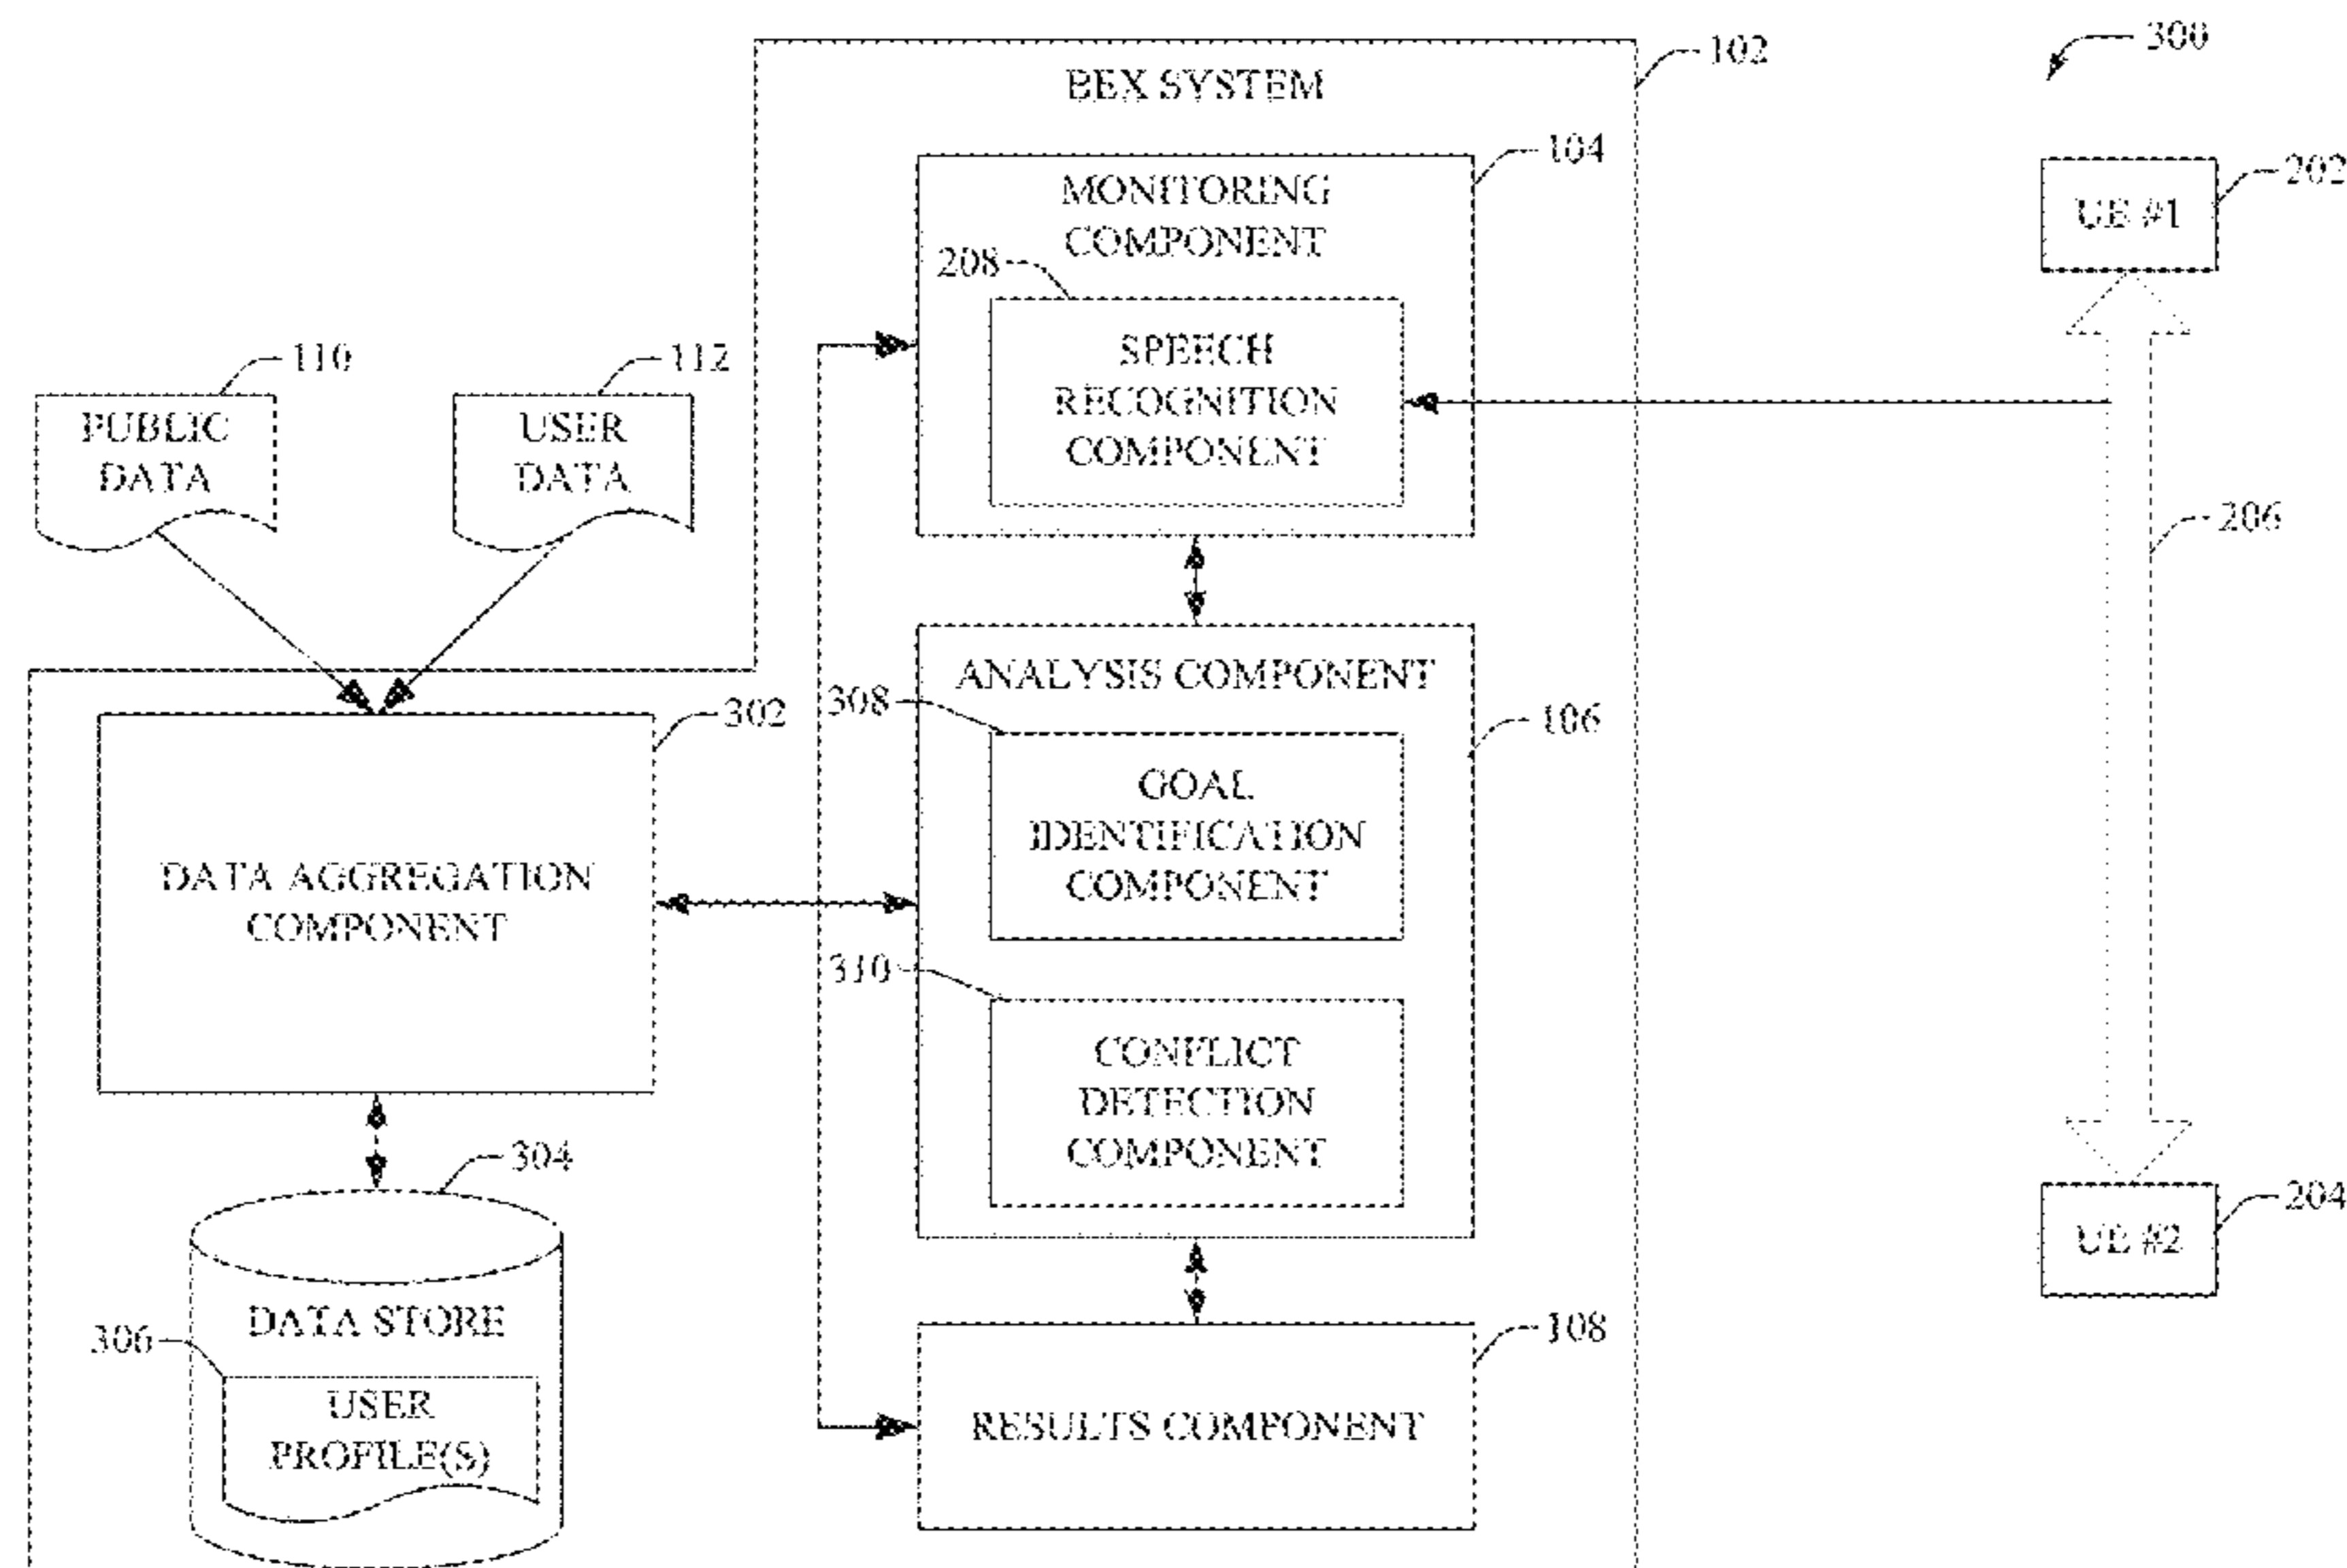 300
BEX SYSTEM
102
104
MONITORING
COMPONENT
202
UE #1
208
SPEECH
RECOGNITION
COMPONENT
110
PUBLIC
DATA
112
USER
DATA
206
ANALYSIS COMPONENT
308
106
302
GOAL
IDENTIFICATION
COMPONENT
DATA AGGREGATION
COMPONENT
310
CONFLICT
DETECTION
COMPONENT
304
204
UE #2
DATA STORE
306
USER
PROFILE(S)
108
RESULTS COMPONENT